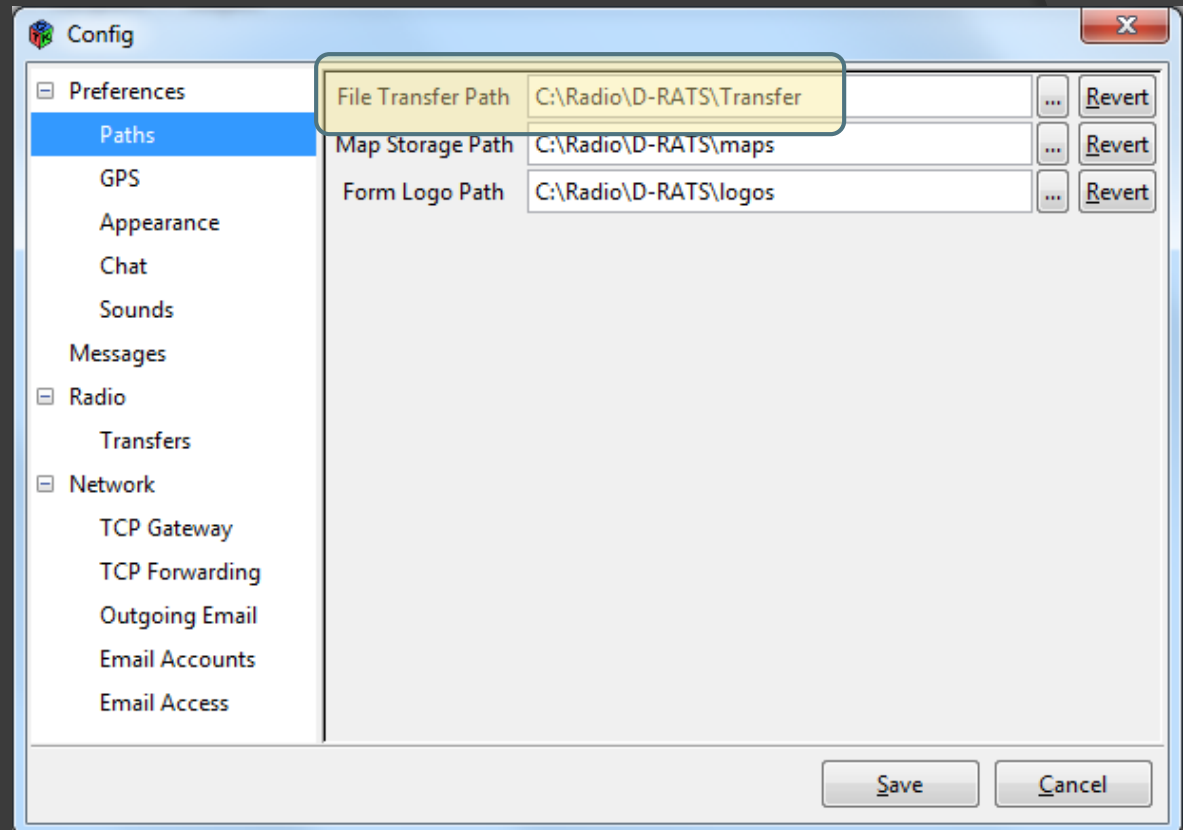 Config
Preferences
Paths
GPS
Appearance
Chat
Sounds
Messages
Radio
Transfers
Network
TCP Gateway
TCP Forwarding
Outgoing Email
Email Accounts
Email Access
File Transfer Path C:\Radio\D-RATS\Transfer ... Revert
Map Storage Path C:\Radio\D-RATS\maps ... Revert
Form Logo Path C:\Radio\D-RATS\logos ... Revert
Save Cancel